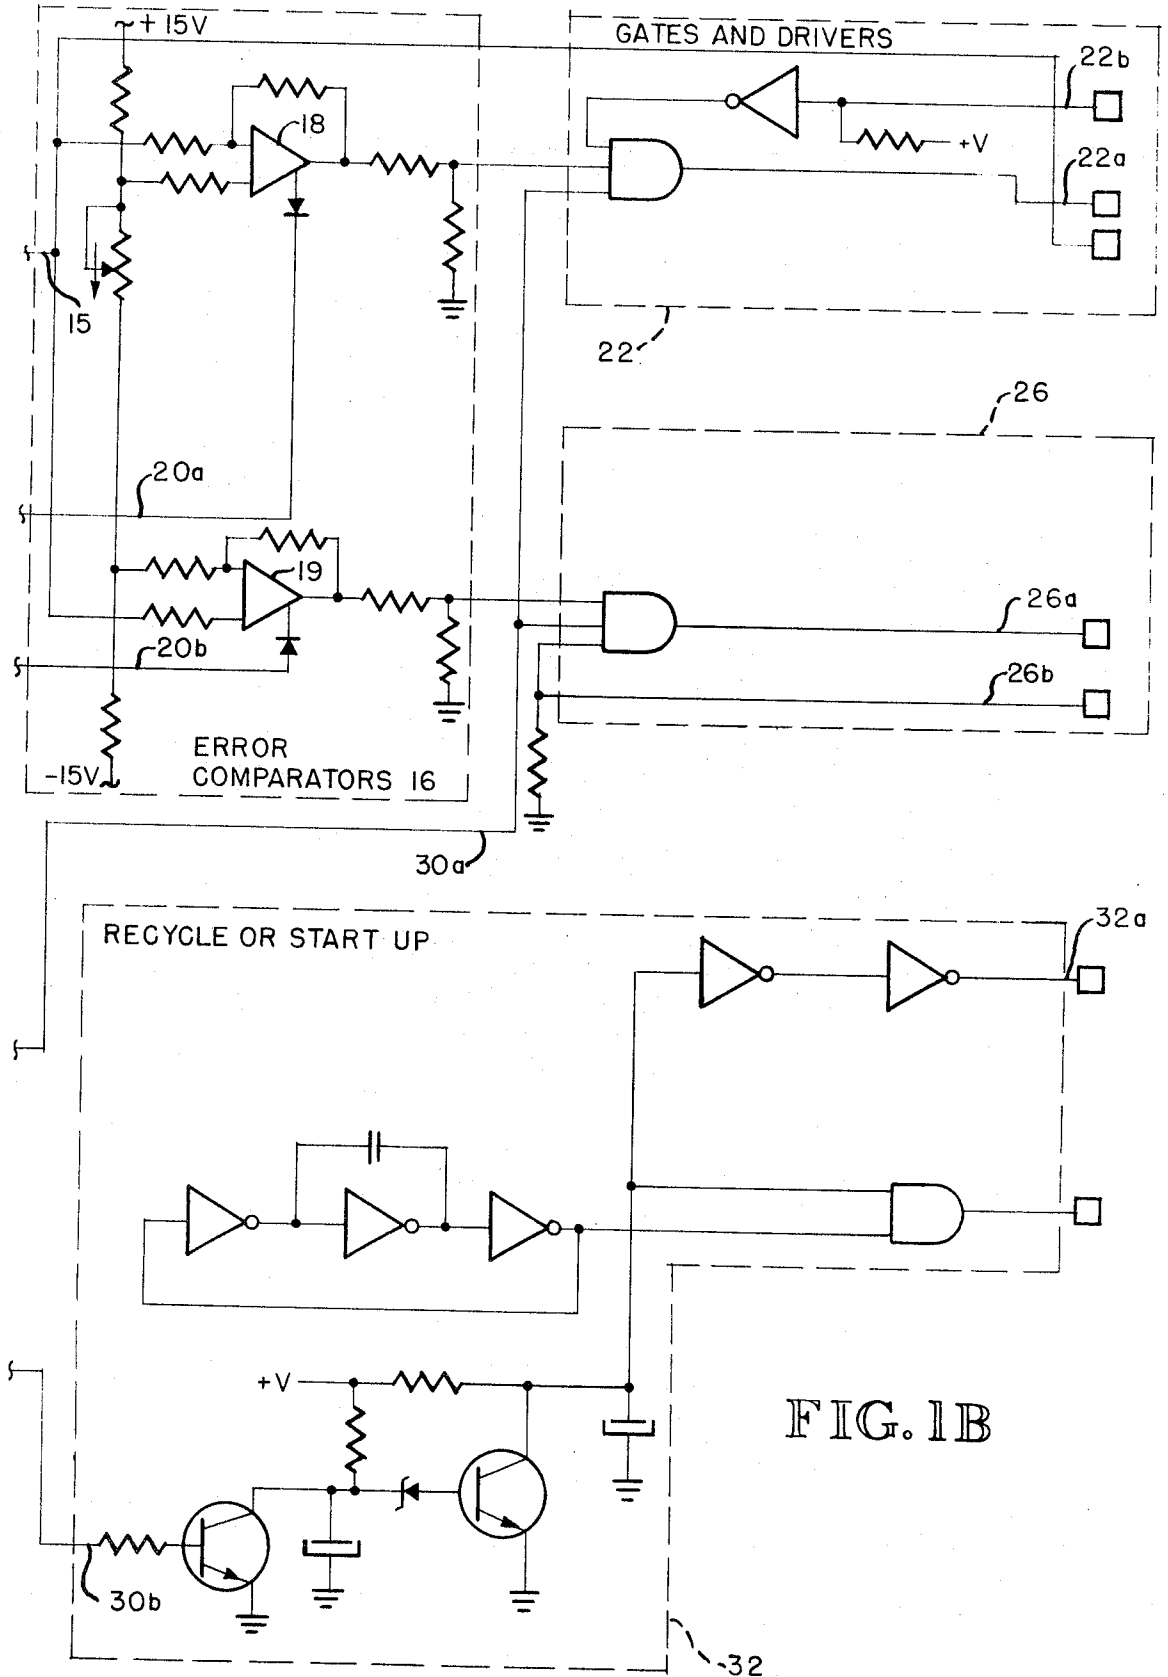 +15V
GATES AND DRIVERS
22b
18
+V
22a
15
22
26
20a
19
26a
20b
26b
ERROR
COMPARATORS 16
-15V
30a
RECYCLE OR START UP
32a
+V
FIG. 1B
30b
32